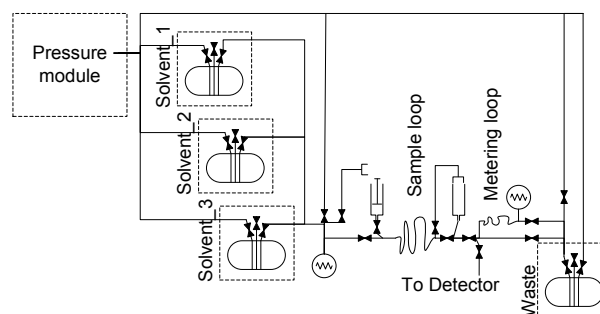 Pressure
module
Solvent_1
Solvent_2
Solvent_3
Sample loop
Metering loop
To Detector
Waste